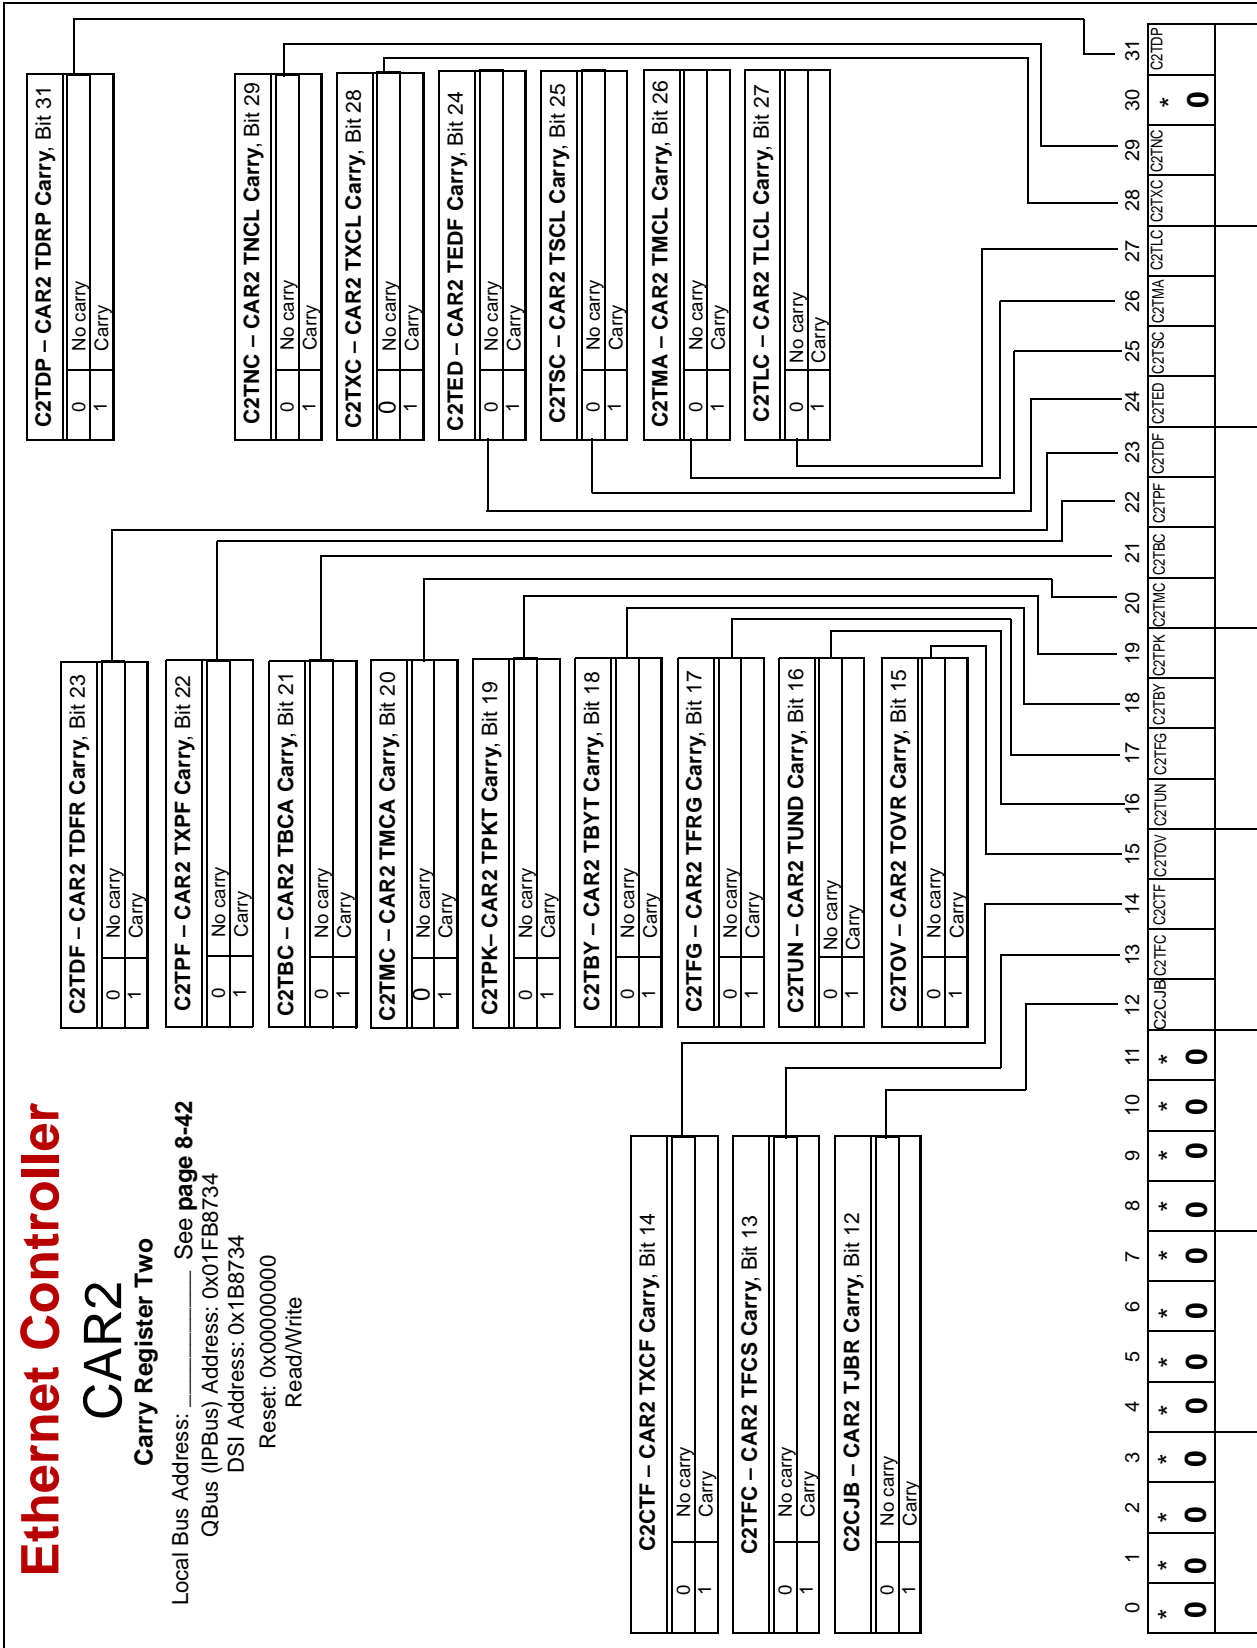 Ethernet Controller
CAR2
Carry Register Two
Local Bus Address: ____________ See page 8-42
QBus (IPBus) Address: 0x01FB8734
DSI Address: 0x1B8734
Reset: 0x00000000
Read/Write
C2CTF – CAR2 TXCF Carry, Bit 14
0 No carry
1 Carry
C2TFC – CAR2 TFCS Carry, Bit 13
0 No carry
1 Carry
C2CJB – CAR2 TJBR Carry, Bit 12
0 No carry
1 Carry
C2TDF – CAR2 TDFR Carry, Bit 23
0 No carry
1 Carry
C2TPF – CAR2 TXPF Carry, Bit 22
0 No carry
1 Carry
C2TBC – CAR2 TBCA Carry, Bit 21
0 No carry
1 Carry
C2TMC – CAR2 TMCA Carry, Bit 20
0 No carry
1 Carry
C2TPK– CAR2 TPKT Carry, Bit 19
0 No carry
1 Carry
C2TBY – CAR2 TBYT Carry, Bit 18
0 No carry
1 Carry
C2TFG – CAR2 TFRG Carry, Bit 17
0 No carry
1 Carry
C2TUN – CAR2 TUND Carry, Bit 16
0 No carry
1 Carry
C2TOV – CAR2 TOVR Carry, Bit 15
0 No carry
1 Carry
C2TDP – CAR2 TDRP Carry, Bit 31
0 No carry
1 Carry
C2TNC – CAR2 TNCL Carry, Bit 29
0 No carry
1 Carry
C2TXC – CAR2 TXCL Carry, Bit 28
0 No carry
1 Carry
C2TED – CAR2 TEDF Carry, Bit 24
0 No carry
1 Carry
C2TSC – CAR2 TSCL Carry, Bit 25
0 No carry
1 Carry
C2TMA – CAR2 TMCL Carry, Bit 26
0 No carry
1 Carry
C2TLC – CAR2 TLCL Carry, Bit 27
0 No carry
1 Carry
0 1 2 3 4 5 6 7 8 9 10 11 12 13 14 15 16 17 18 19 20 21 22 23 24 25 26 27 28 29 30 31
* * * * * * * * * * * * C2CJB C2TFC C2CTF C2TOV C2TUN C2TFG C2TBY C2TPK C2TMC C2TBC C2TPF C2TDF C2TED C2TSC C2TMA C2TLC C2TXC C2TNC * C2TDP
0 0 0 0 0 0 0 0 0 0 0 0 0